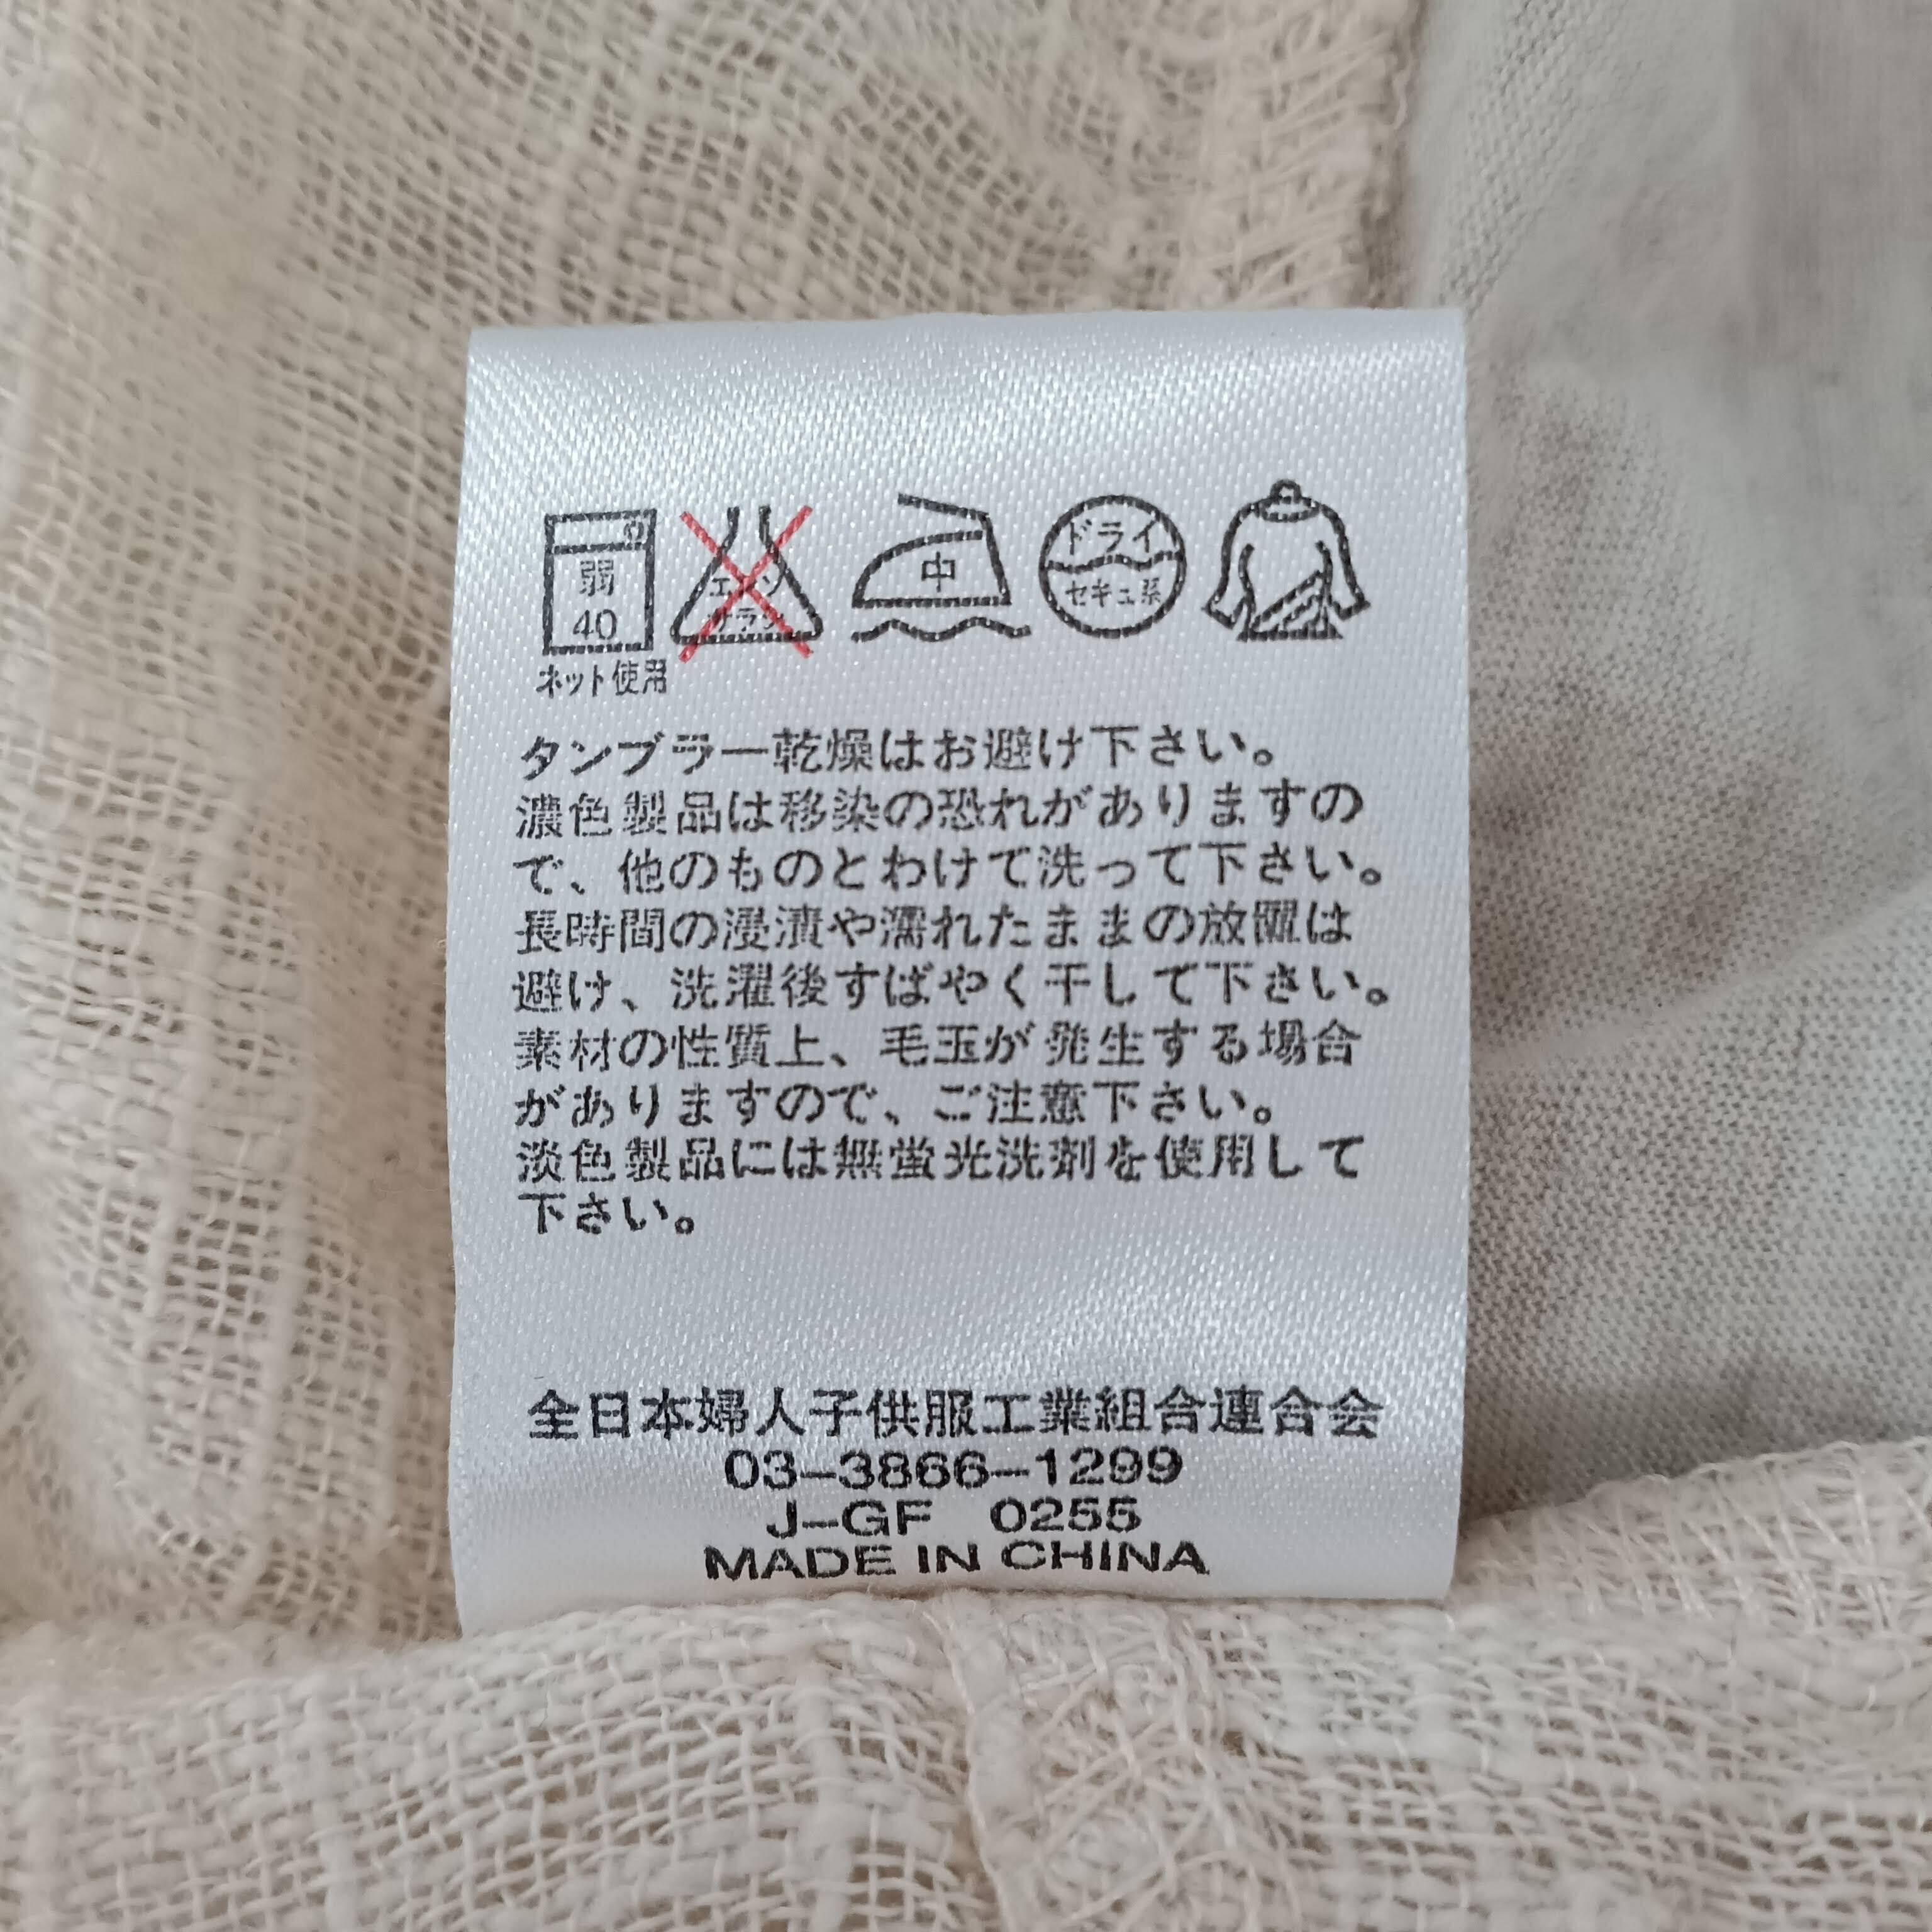 弱
40
ネット使用
エンソ
サラシ
中
ドライ
セキュ系
タンブラー乾燥はお避け下さい。
濃色製品は移染の恐れがありますの
で、他のものとわけて洗って下さい。
長時間の浸漬や濡れたままの放置は
避け、洗濯後すばやく干して下さい。
素材の性質上、毛玉が発生する場合
がありますので、ご注意下さい。
淡色製品には無蛍光洗剤を使用して
下さい。
全日本婦人子供服工業組合連合会
03-3866-1299
J-GF 0255
MADE IN CHINA